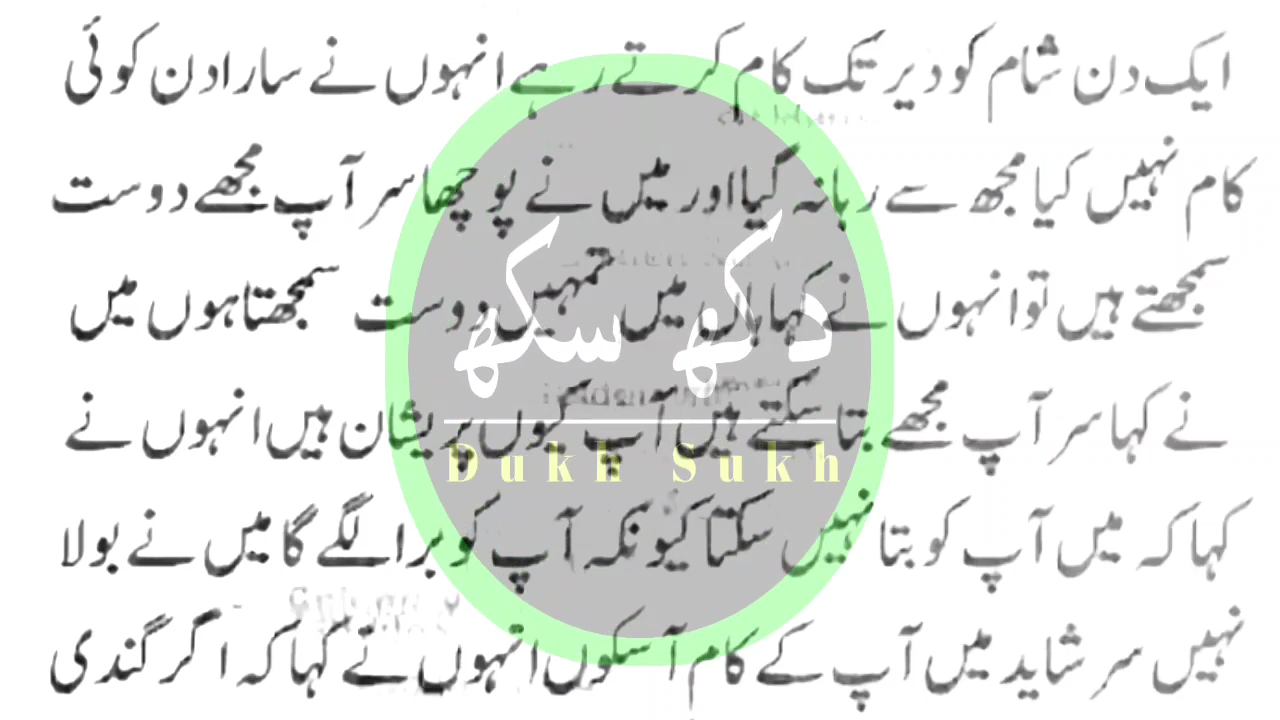 ایک دن شام کو دیر تک کام کرتے رہے انہوں نے سارا دن کوئی
کام نہیں کیا مجھ سے رہا نہ گیا اور میں نے پوچھا سر آپ مجھے دوست
سمجھتے ہیں تو انہوں نے کہا ہاں میں تمہیں دوست سمجھتا ہوں میں
نے کہا سر آپ مجھے بتا سکتے ہیں آپ کیوں پریشان ہیں انہوں نے
کہا کہ میں آپ کو بتا نہیں سکتا کیونکہ آپ کو برا لگے گا میں نے بولا
نہیں سر شاید میں آپ کے کام آ سکوں انہوں نے کہا کہ اگر گندی
دکھ سکھ
Dukh Sukh